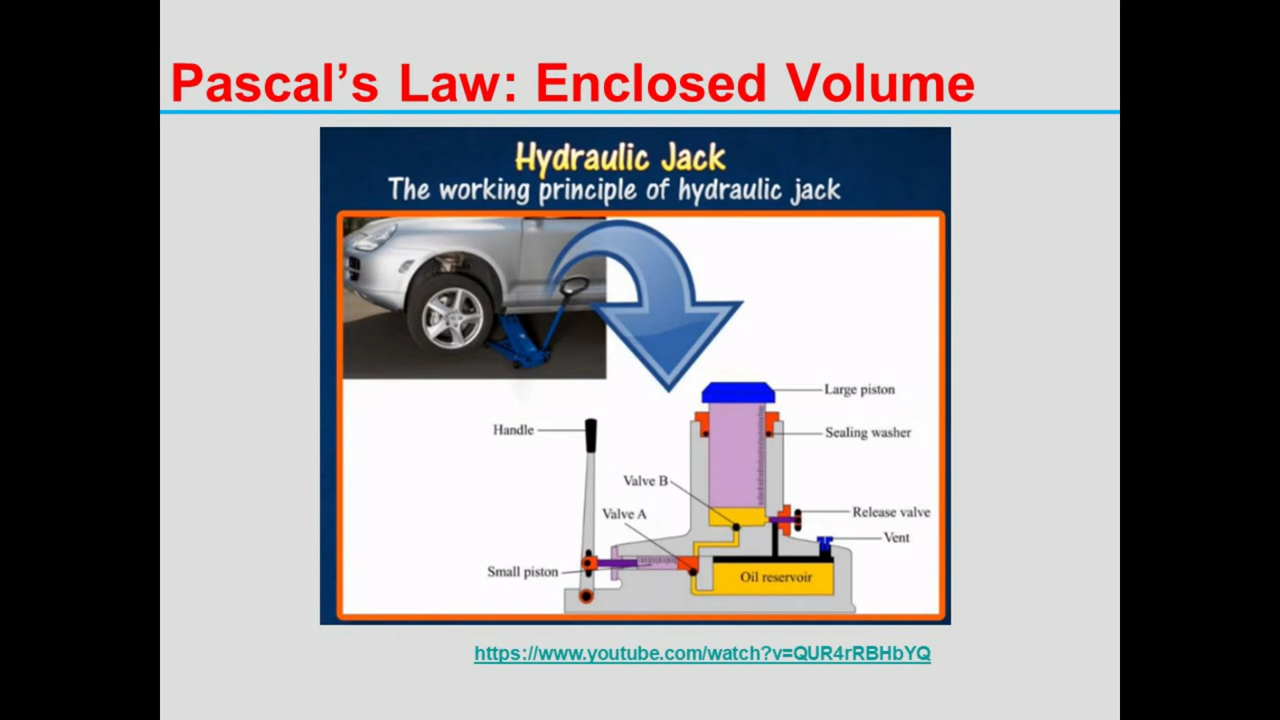 Pascal’s Law: Enclosed Volume
Hydraulic Jack
The working principle of hydraulic jack
Large piston
Handle
Sealing washer
Valve B
Valve A
Release valve
Vent
Small piston
Oil reservoir
https://www.youtube.com/watch?v=QUR4rRBHbYQ